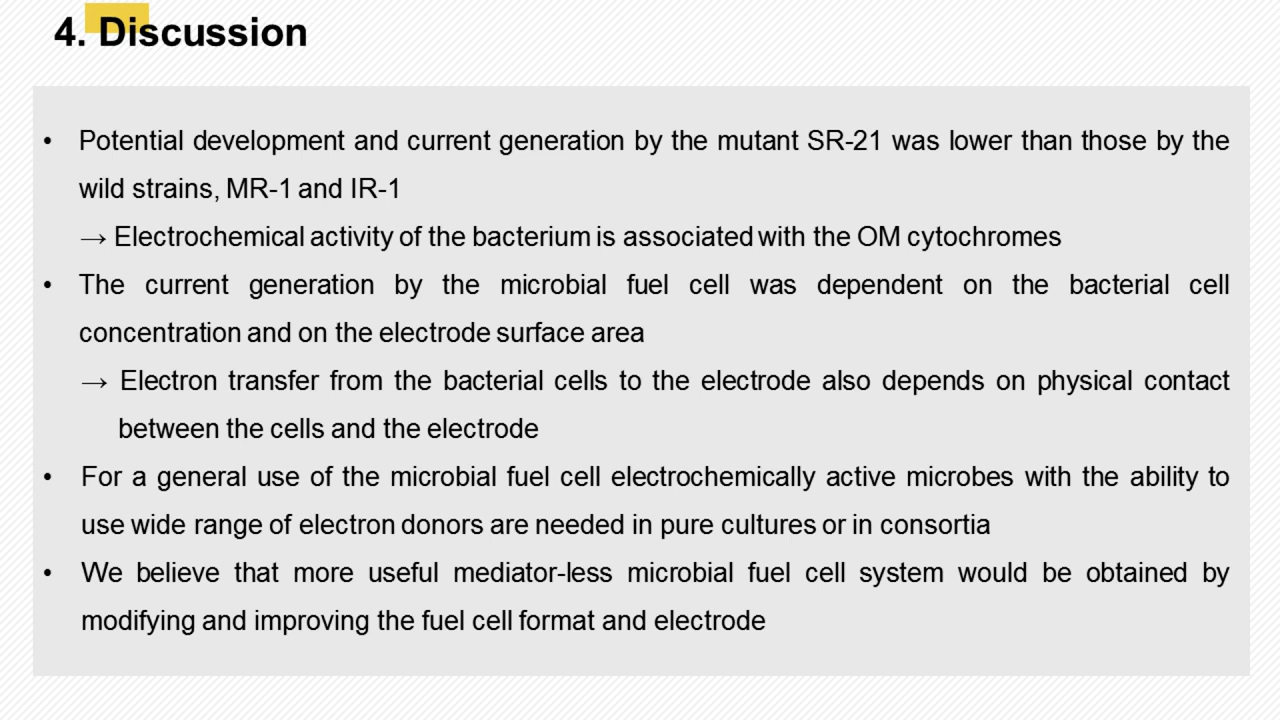 4. Discussion
• Potential development and current generation by the mutant SR-21 was lower than those by the
wild strains, MR-1 and IR-1
→ Electrochemical activity of the bacterium is associated with the OM cytochromes
• The current generation by the microbial fuel cell was dependent on the bacterial cell
concentration and on the electrode surface area
→ Electron transfer from the bacterial cells to the electrode also depends on physical contact
between the cells and the electrode
• For a general use of the microbial fuel cell electrochemically active microbes with the ability to
use wide range of electron donors are needed in pure cultures or in consortia
• We believe that more useful mediator-less microbial fuel cell system would be obtained by
modifying and improving the fuel cell format and electrode